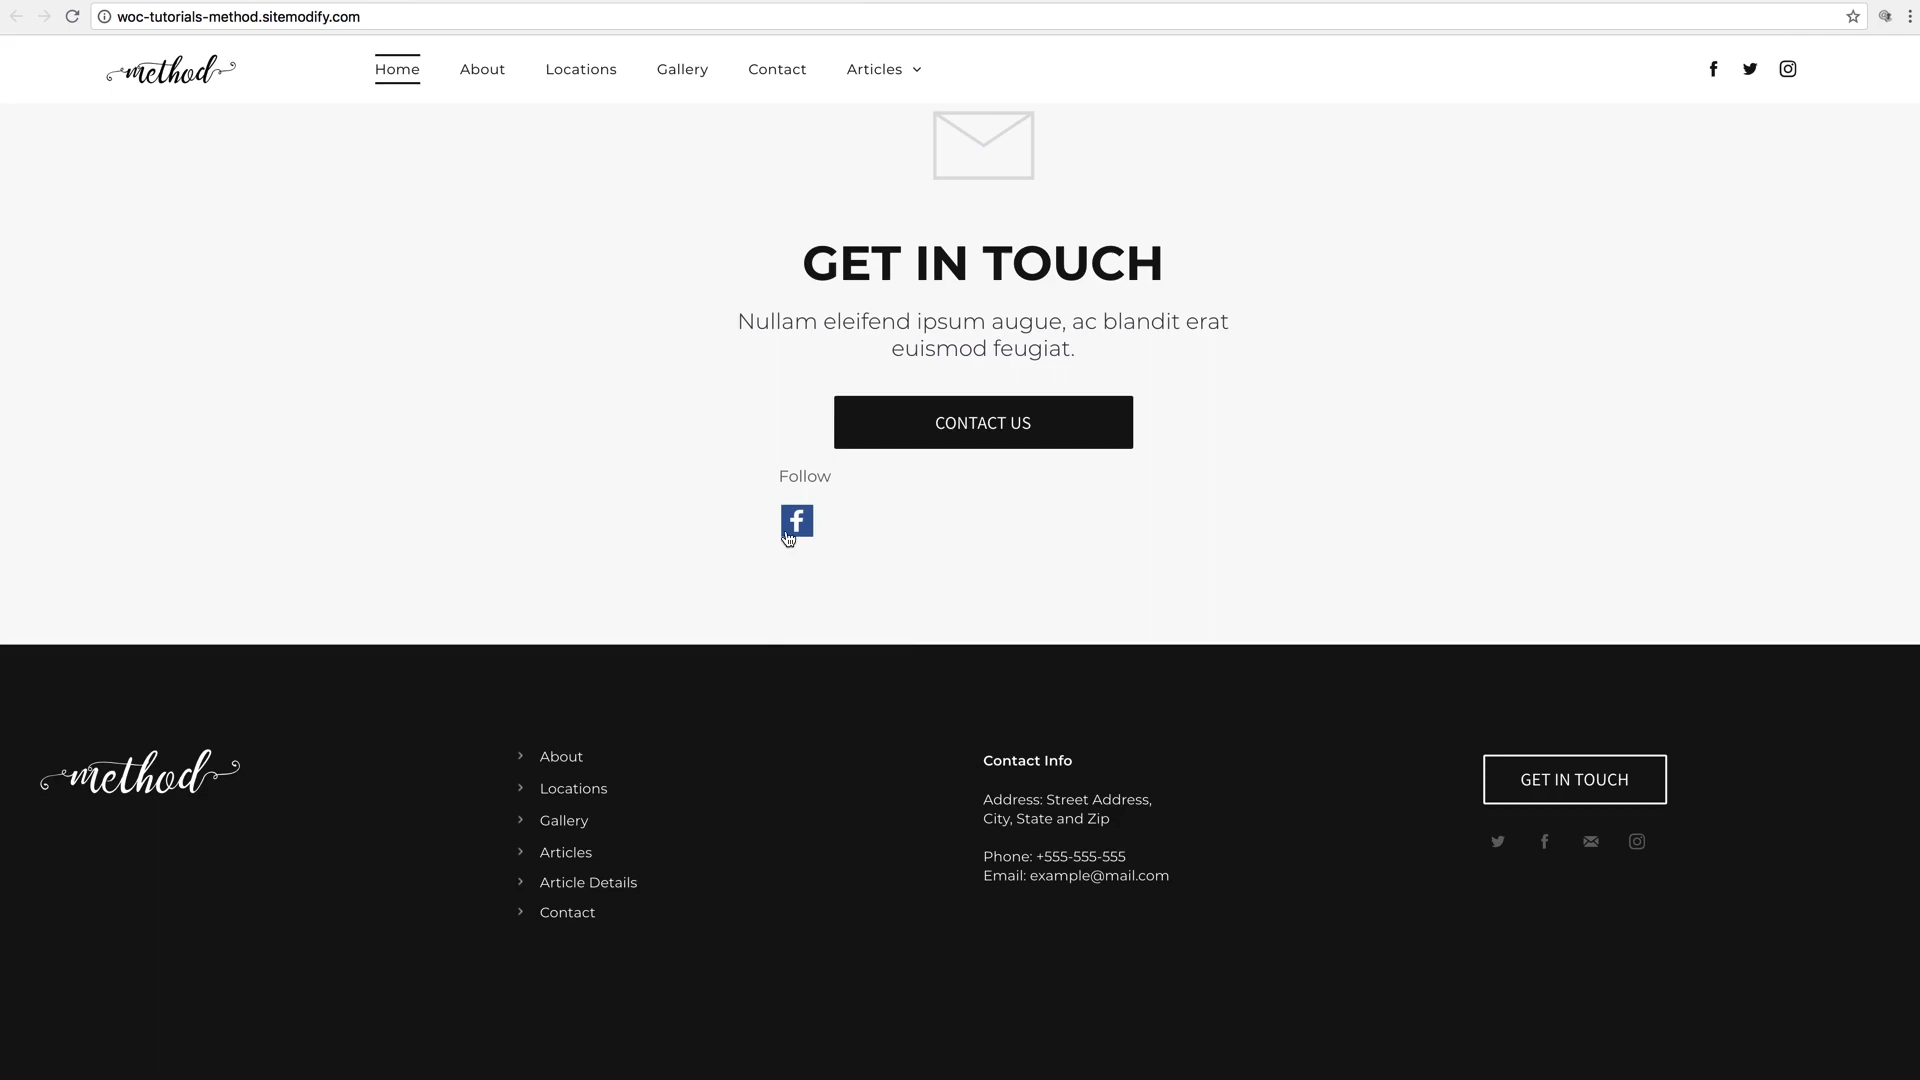 woc-tutorials-method.sitemodify.com
method
Home
About
Locations
Gallery
Contact
Articles
GET IN TOUCH
Nullam eleifend ipsum augue, ac blandit erat
euismod feugiat.
CONTACT US
Follow
method
About
Locations
Gallery
Articles
Article Details
Contact
Contact Info
Address: Street Address,
City, State and Zip
Phone: +555-555-555
Email: example@mail.com
GET IN TOUCH